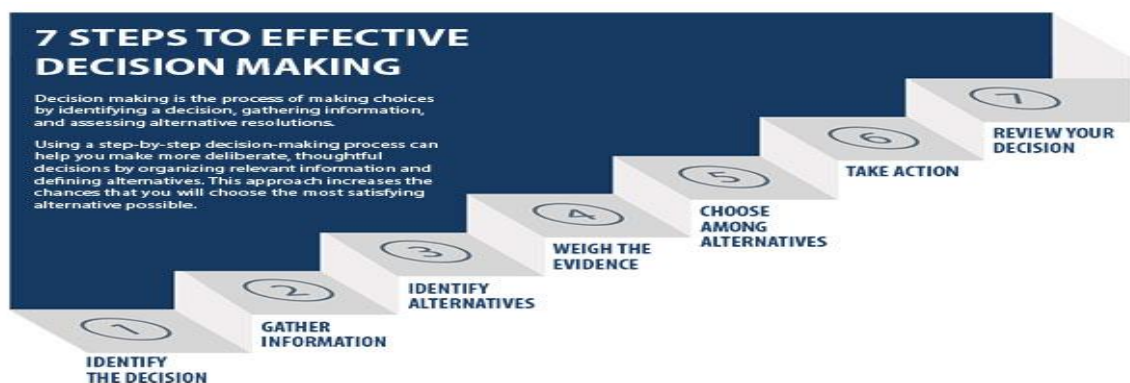 7 STEPS TO EFFECTIVE
DECISION MAKING
Decision making is the process of making choices
by identifying a decision, gathering information,
and assessing alternative resolutions.
Using a step-by-step decision-making process can
help you make more deliberate, thoughtful
decisions by organizing relevant information and
defining alternatives. This approach increases the
chances that you will choose the most satisfying
alternative possible.
1
IDENTIFY
THE DECISION
2
GATHER
INFORMATION
3
IDENTIFY
ALTERNATIVES
4
WEIGH THE
EVIDENCE
5
CHOOSE
AMONG
ALTERNATIVES
6
TAKE ACTION
7
REVIEW YOUR
DECISION